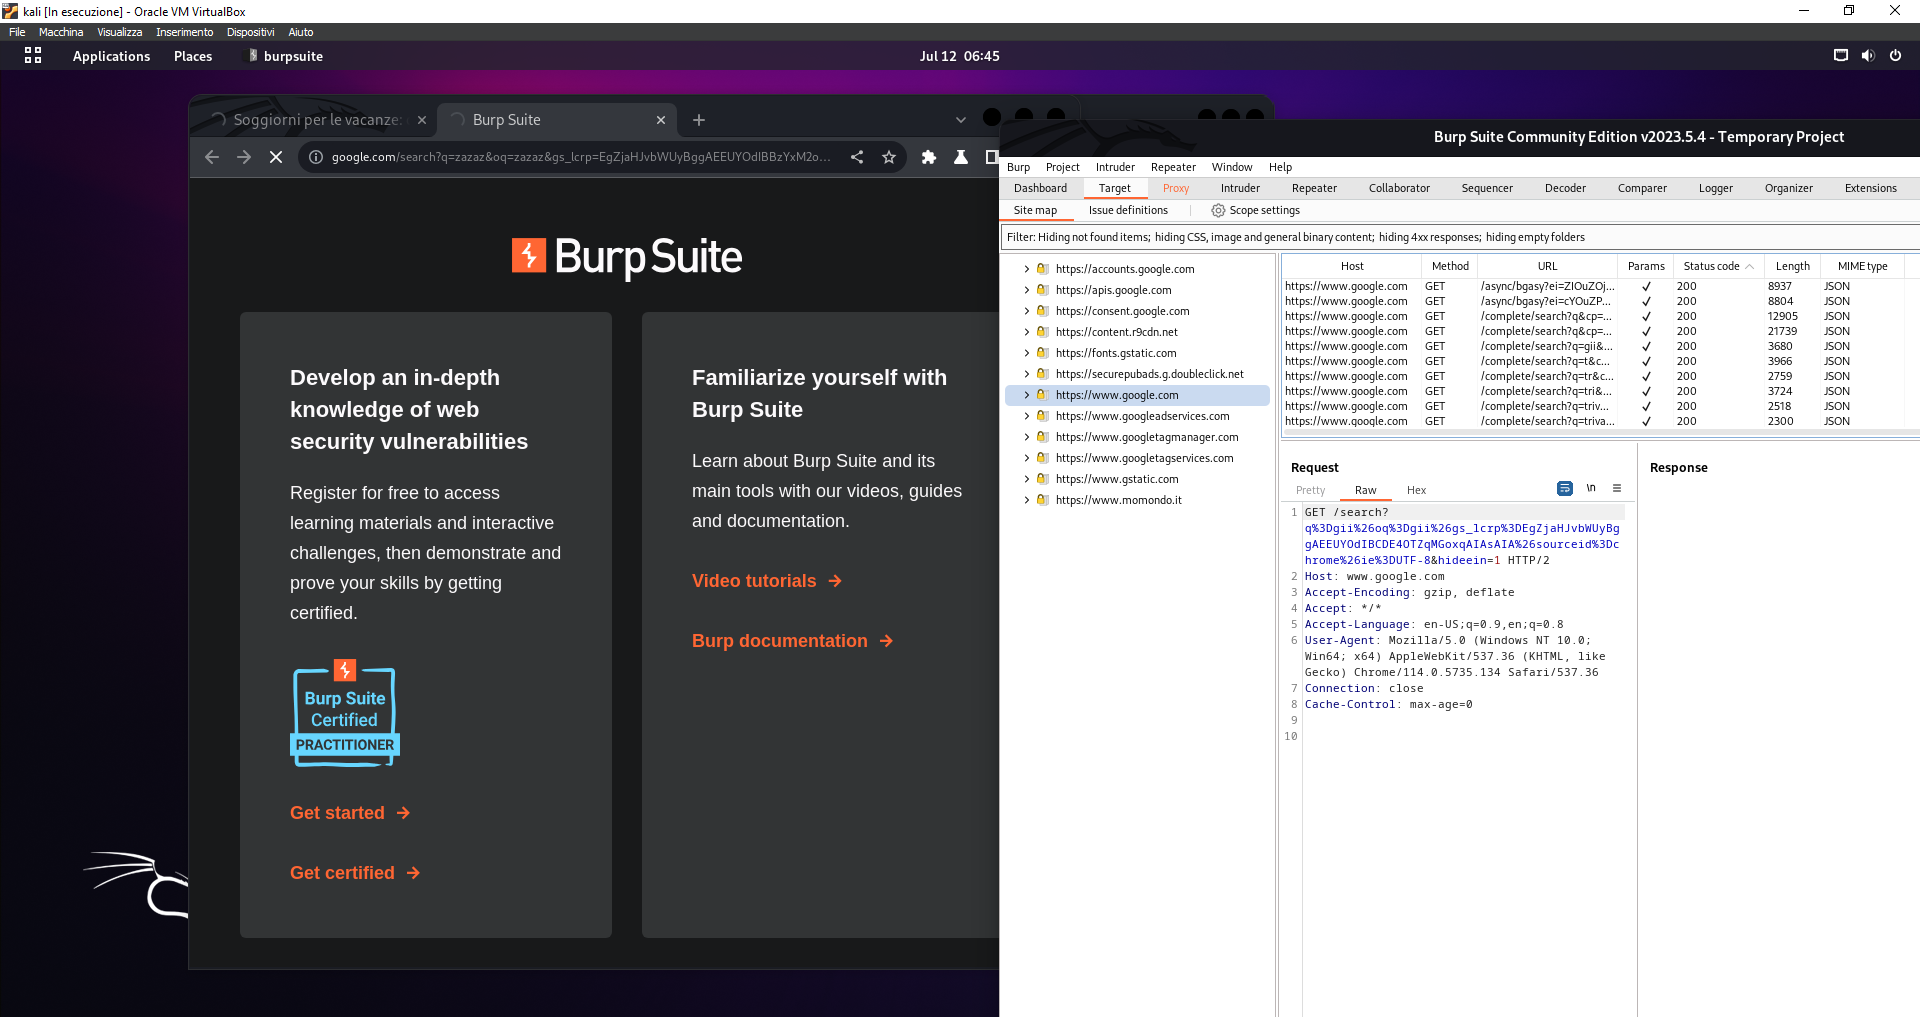 kali [In esecuzione] - Oracle VM VirtualBox
File Macchina Visualizza Inserimento Dispositivi Aiuto
Applications Places burpsuite Jul 12 06:45
Soggiorni per le vacanze:
Burp Suite
google.com/search?q=zazaz&oq=zazaz&gs_lcrp=EgZjaHJvbWUyBggAEEUYOdIBBzYxM2o...
Burp Suite
Develop an in-depth
knowledge of web
security vulnerabilities
Register for free to access
learning materials and interactive
challenges, then demonstrate and
prove your skills by getting
certified.
Burp Suite
Certified
PRACTITIONER
Get started →
Get certified →
Familiarize yourself with
Burp Suite
Learn about Burp Suite and its
main tools with our videos, guides
and documentation.
Video tutorials →
Burp documentation →
Burp Suite Community Edition v2023.5.4 - Temporary Project
Burp Project Intruder Repeater Window Help
Dashboard Target Proxy Intruder Repeater Collaborator Sequencer Decoder Comparer Logger Organizer Extensions
Site map Issue definitions Scope settings
Filter: Hiding not found items; hiding CSS, image and general binary content; hiding 4xx responses; hiding empty folders
https://accounts.google.com
https://apis.google.com
https://consent.google.com
https://content.r9cdn.net
https://fonts.gstatic.com
https://securepubads.g.doubleclick.net
https://www.google.com
https://www.googleadservices.com
https://www.googletagmanager.com
https://www.googletagservices.com
https://www.gstatic.com
https://www.momondo.it
Host Method URL Params Status code Length MIME type
https://www.google.com GET /async/bgasy?ei=ZIOuZOj... ✓ 200 8937 JSON
https://www.google.com GET /async/bgasy?ei=cYOuZP... ✓ 200 8804 JSON
https://www.google.com GET /complete/search?q&cp=... ✓ 200 12905 JSON
https://www.google.com GET /complete/search?q&cp=... ✓ 200 21739 JSON
https://www.google.com GET /complete/search?q=gii&... ✓ 200 3680 JSON
https://www.google.com GET /complete/search?q=t&c... ✓ 200 3966 JSON
https://www.google.com GET /complete/search?q=tr&c... ✓ 200 2759 JSON
https://www.google.com GET /complete/search?q=tri&... ✓ 200 3724 JSON
https://www.google.com GET /complete/search?q=triv... ✓ 200 2518 JSON
https://www.google.com GET /complete/search?q=triva... ✓ 200 2300 JSON
Request
Pretty Raw Hex \n
1 GET /search?
q%3Dgii%26oq%3Dgii%26gs_lcrp%3DEgZjaHJvbWUyBg
gAEEUYOdIBCDE4OTZqMGoxqAIAsAIA%26sourceid%3Dc
hrome%26ie%3DUTF-8&hideein=1 HTTP/2
2 Host: www.google.com
3 Accept-Encoding: gzip, deflate
4 Accept: */*
5 Accept-Language: en-US;q=0.9,en;q=0.8
6 User-Agent: Mozilla/5.0 (Windows NT 10.0;
Win64; x64) AppleWebKit/537.36 (KHTML, like
Gecko) Chrome/114.0.5735.134 Safari/537.36
7 Connection: close
8 Cache-Control: max-age=0
9
10
Response